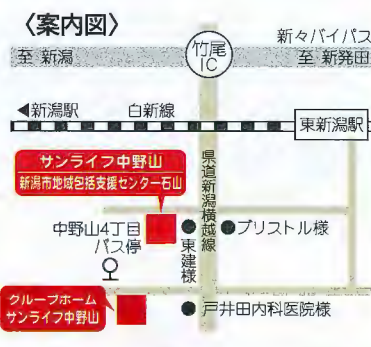 〈案内図〉
新々バイパス
至 新潟
竹尾
IC
至 新発田
◀新潟駅
白新線
東新潟駅
サンライフ中野山
新潟市地域包括支援センター石山
県道新潟横越線
中野山4丁目
バス停
東建様
ブリストル様
グループホーム
サンライフ中野山
戸井田内科医院様